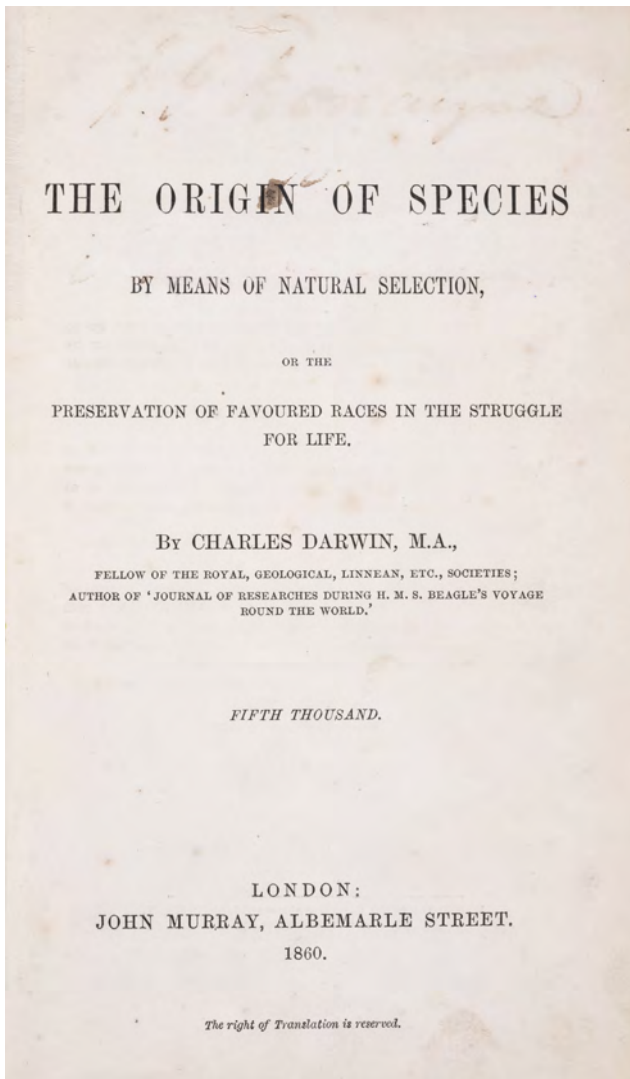 THE ORIGIN OF SPECIES
BY MEANS OF NATURAL SELECTION,
OR THE
PRESERVATION OF FAVOURED RACES IN THE STRUGGLE
FOR LIFE.
BY CHARLES DARWIN, M.A.,
FELLOW OF THE ROYAL, GEOLOGICAL, LINNEAN, ETC., SOCIETIES;
AUTHOR OF ‘JOURNAL OF RESEARCHES DURING H. M. S. BEAGLE’S VOYAGE
ROUND THE WORLD.’
FIFTH THOUSAND.
LONDON:
JOHN MURRAY, ALBEMARLE STREET.
1860.
The right of Translation is reserved.